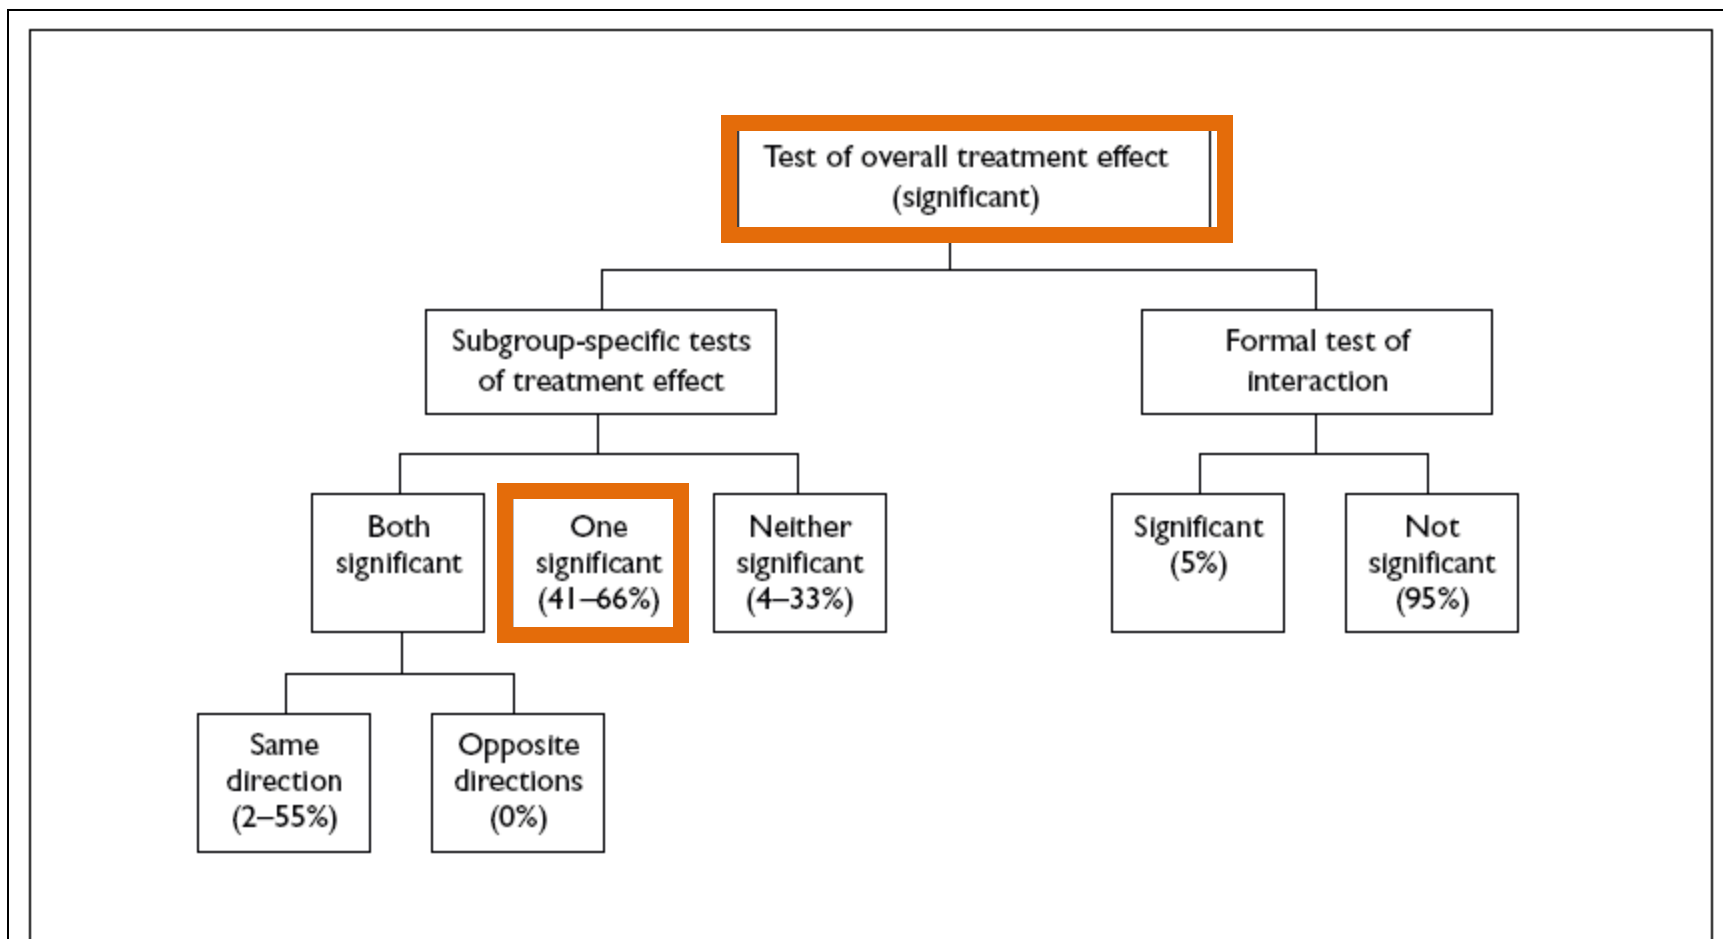 Test of overall treatment effect
(significant)
Subgroup-specific tests
of treatment effect
Formal test of
interaction
Both
significant
One
significant
(41–66%)
Neither
significant
(4–33%)
Significant
(5%)
Not
significant
(95%)
Same
direction
(2–55%)
Opposite
directions
(0%)